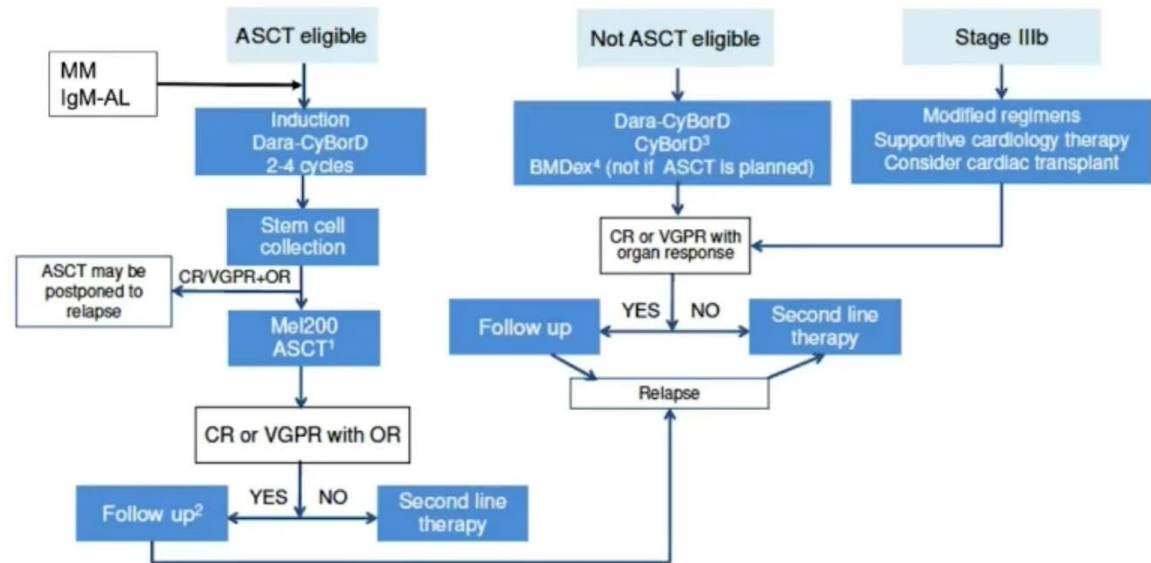 ASCT eligible
Not ASCT eligible
Stage IIIb
MM
IgM-AL
Induction
Dara-CyBorD
2-4 cycles
Dara-CyBorD
CyBorD³
BMDex⁴ (not if ASCT is planned)
Modified regimens
Supportive cardiology therapy
Consider cardiac transplant
Stem cell
collection
CR or VGPR with
organ response
ASCT may be
postponed to
relapse
CR/VGPR+OR
Mel200
ASCT¹
YES
NO
Follow up
Second line
therapy
Relapse
CR or VGPR with OR
YES
NO
Follow up²
Second line
therapy